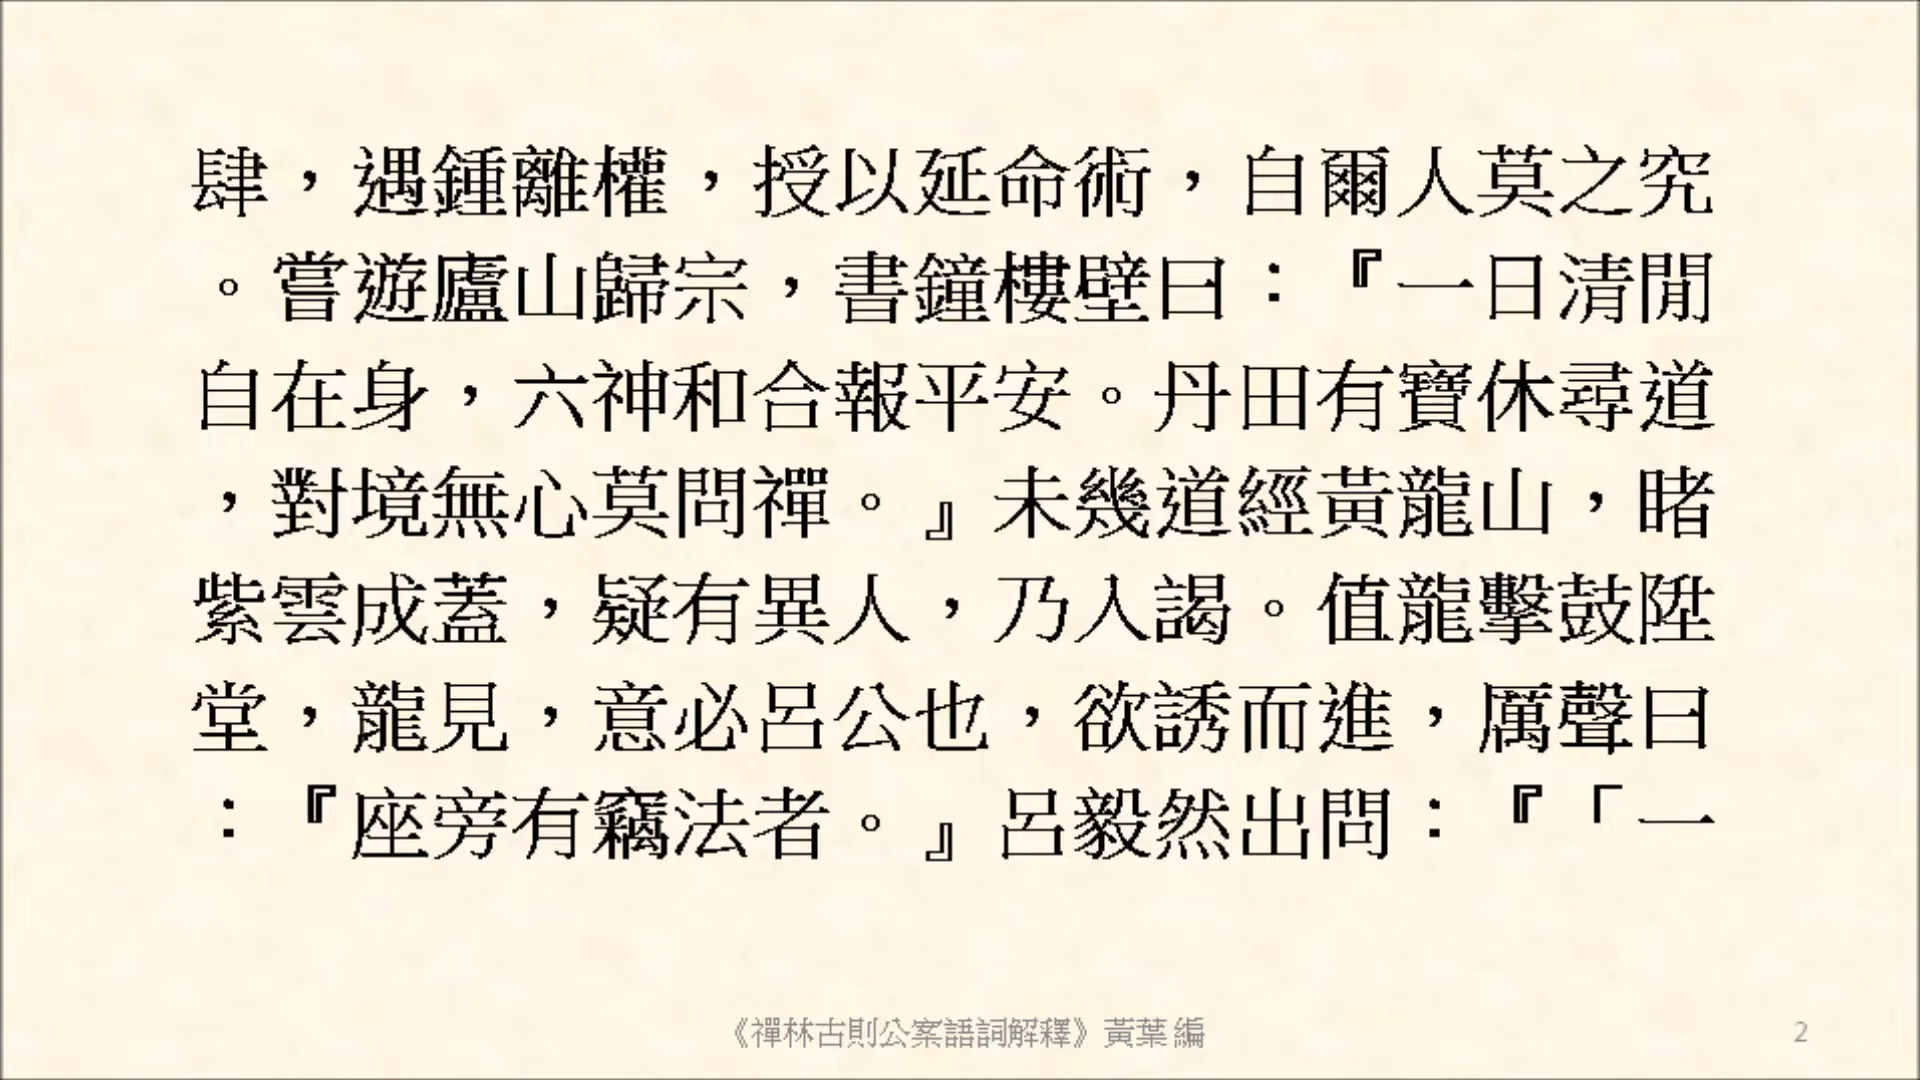 肆，遇鍾離權，授以延命術，自爾人莫之究
。嘗遊廬山歸宗，書鐘樓壁曰：『一日清閒
自在身，六神和合報平安。丹田有寶休尋道
，對境無心莫問禪。』未幾道經黃龍山，睹
紫雲成蓋，疑有異人，乃入謁。值龍擊鼓陞
堂，龍見，意必呂公也，欲誘而進，厲聲曰
：『座旁有竊法者。』呂毅然出問：『「一
《禪林古則公案語詞解釋》黃葉 編
2